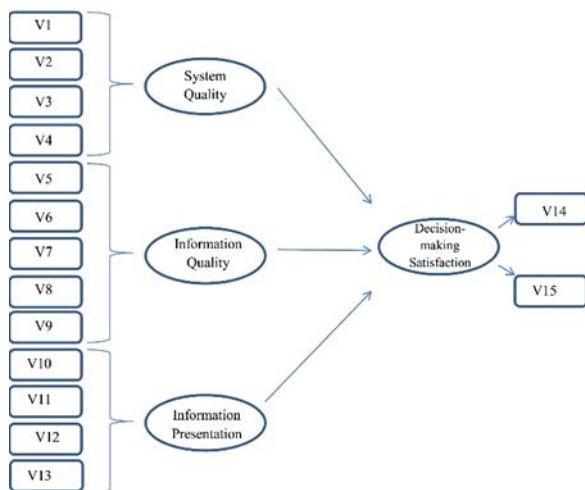 V1
V2
V3
V4
V5
V6
V7
V8
V9
V10
V11
V12
V13
System
Quality
Information
Quality
Information
Presentation
Decision-
making
Satisfaction
V14
V15